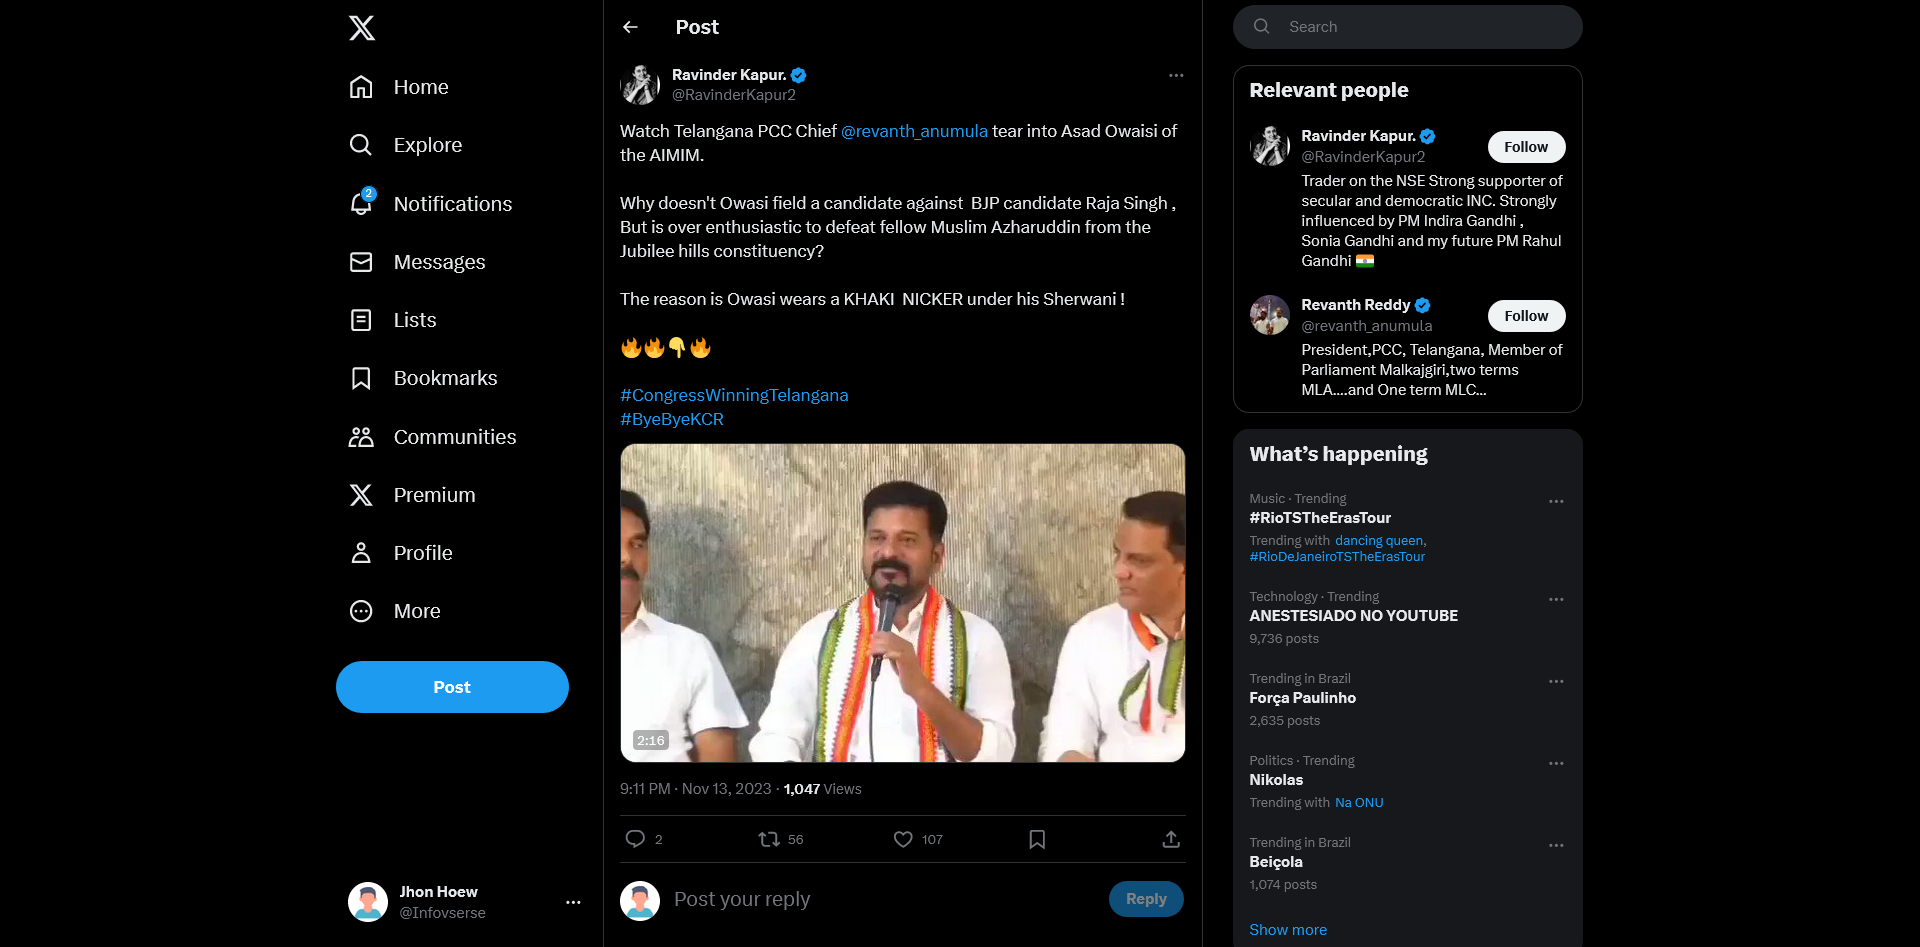 Home
Explore
2
Notifications
Messages
Lists
Bookmarks
Communities
Premium
Profile
More
Post
Jhon Hoew
@Infovserse
Post
Ravinder Kapur.
@RavinderKapur2
Watch Telangana PCC Chief @revanth_anumula tear into Asad Owaisi of
the AIMIM.
Why doesn't Owasi field a candidate against  BJP candidate Raja Singh ,
But is over enthusiastic to defeat fellow Muslim Azharuddin from the
Jubilee hills constituency?
The reason is Owasi wears a KHAKI  NICKER under his Sherwani !
🔥🔥👇🔥
#CongressWinningTelangana
#ByeByeKCR
2:16
9:11 PM · Nov 13, 2023 · 1,047 Views
2 56 107
Post your reply
Reply
Search
Relevant people
Ravinder Kapur.
@RavinderKapur2
Follow
Trader on the NSE Strong supporter of
secular and democratic INC. Strongly
influenced by PM Indira Gandhi ,
Sonia Gandhi and my future PM Rahul
Gandhi 🇮🇳
Revanth Reddy
@revanth_anumula
Follow
President,PCC, Telangana, Member of
Parliament Malkajgiri,two terms
MLA....and One term MLC...
What's happening
Music · Trending
#RioTSTheErasTour
Trending with dancing queen,
#RioDeJaneiroTSTheErasTour
Technology · Trending
ANESTESIADO NO YOUTUBE
9,736 posts
Trending in Brazil
Força Paulinho
2,635 posts
Politics · Trending
Nikolas
Trending with Na ONU
Trending in Brazil
Beiçola
1,074 posts
Show more